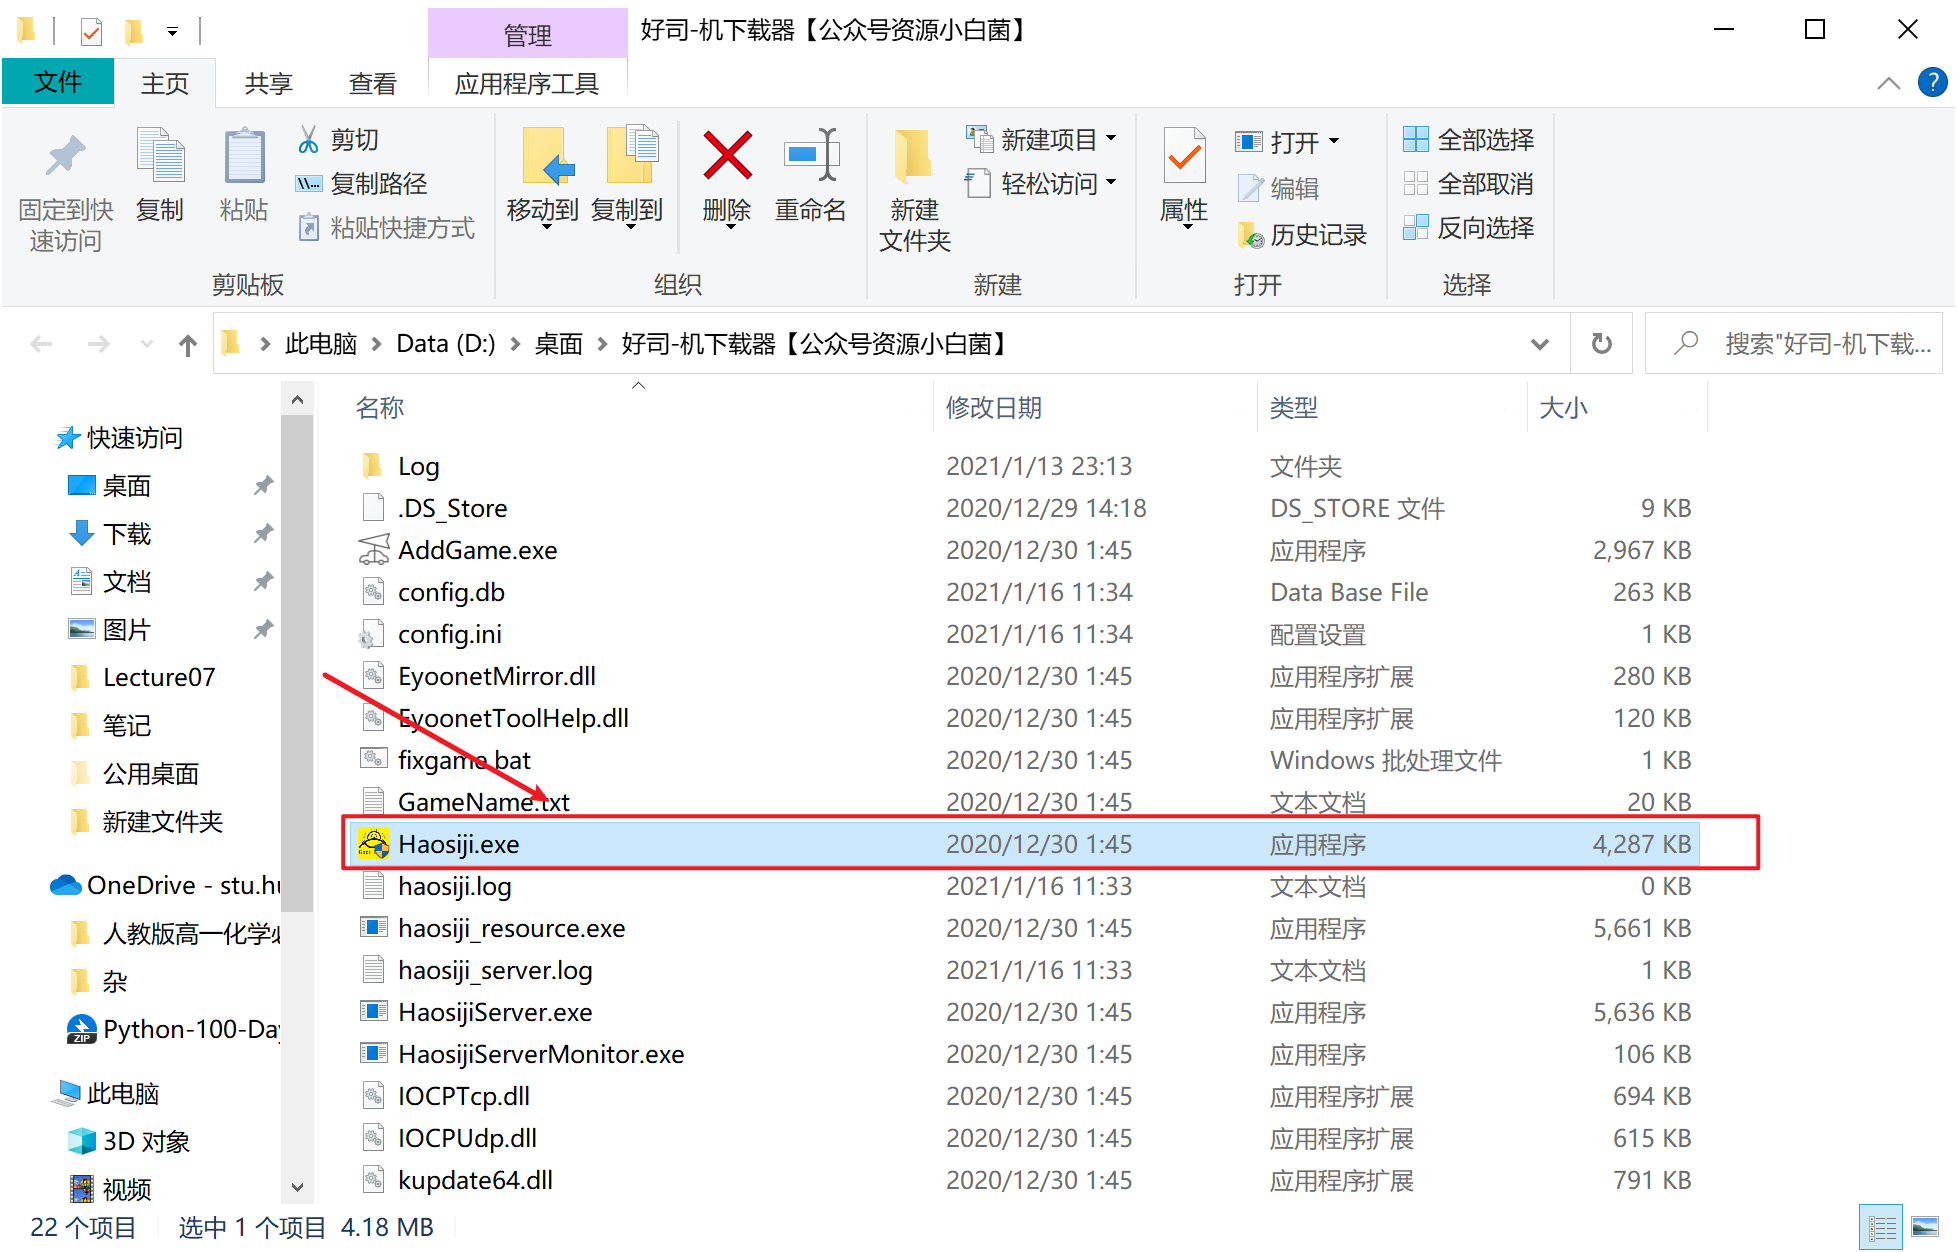 管理
好司-机下载器【公众号资源小白菌】
文件
主页
共享
查看
应用程序工具
?
固定到快
速访问
复制
粘贴
剪切
复制路径
粘贴快捷方式
剪贴板
移动到
复制到
删除
重命名
组织
新建
文件夹
新建项目
轻松访问
新建
属性
打开
编辑
历史记录
打开
全部选择
全部取消
反向选择
选择
此电脑 > Data (D:) > 桌面 > 好司-机下载器【公众号资源小白菌】
搜索"好司-机下载...
快速访问
桌面
下载
文档
图片
Lecture07
笔记
公用桌面
新建文件夹
OneDrive - stu.hu
人教版高一化学必
杂
Python-100-Day
此电脑
3D 对象
视频
名称 修改日期 类型 大小
Log 2021/1/13 23:13 文件夹
.DS_Store 2020/12/29 14:18 DS_STORE 文件 9 KB
AddGame.exe 2020/12/30 1:45 应用程序 2,967 KB
config.db 2021/1/16 11:34 Data Base File 263 KB
config.ini 2021/1/16 11:34 配置设置 1 KB
EyoonetMirror.dll 2020/12/30 1:45 应用程序扩展 280 KB
EyoonetToolHelp.dll 2020/12/30 1:45 应用程序扩展 120 KB
fixgame.bat 2020/12/30 1:45 Windows 批处理文件 1 KB
GameName.txt 2020/12/30 1:45 文本文档 20 KB
Haosiji.exe 2020/12/30 1:45 应用程序 4,287 KB
haosiji.log 2021/1/16 11:33 文本文档 0 KB
haosiji_resource.exe 2020/12/30 1:45 应用程序 5,661 KB
haosiji_server.log 2021/1/16 11:33 文本文档 1 KB
HaosijiServer.exe 2020/12/30 1:45 应用程序 5,636 KB
HaosijiServerMonitor.exe 2020/12/30 1:45 应用程序 106 KB
IOCPTcp.dll 2020/12/30 1:45 应用程序扩展 694 KB
IOCPUdp.dll 2020/12/30 1:45 应用程序扩展 615 KB
kupdate64.dll 2020/12/30 1:45 应用程序扩展 791 KB
22 个项目 选中 1 个项目 4.18 MB